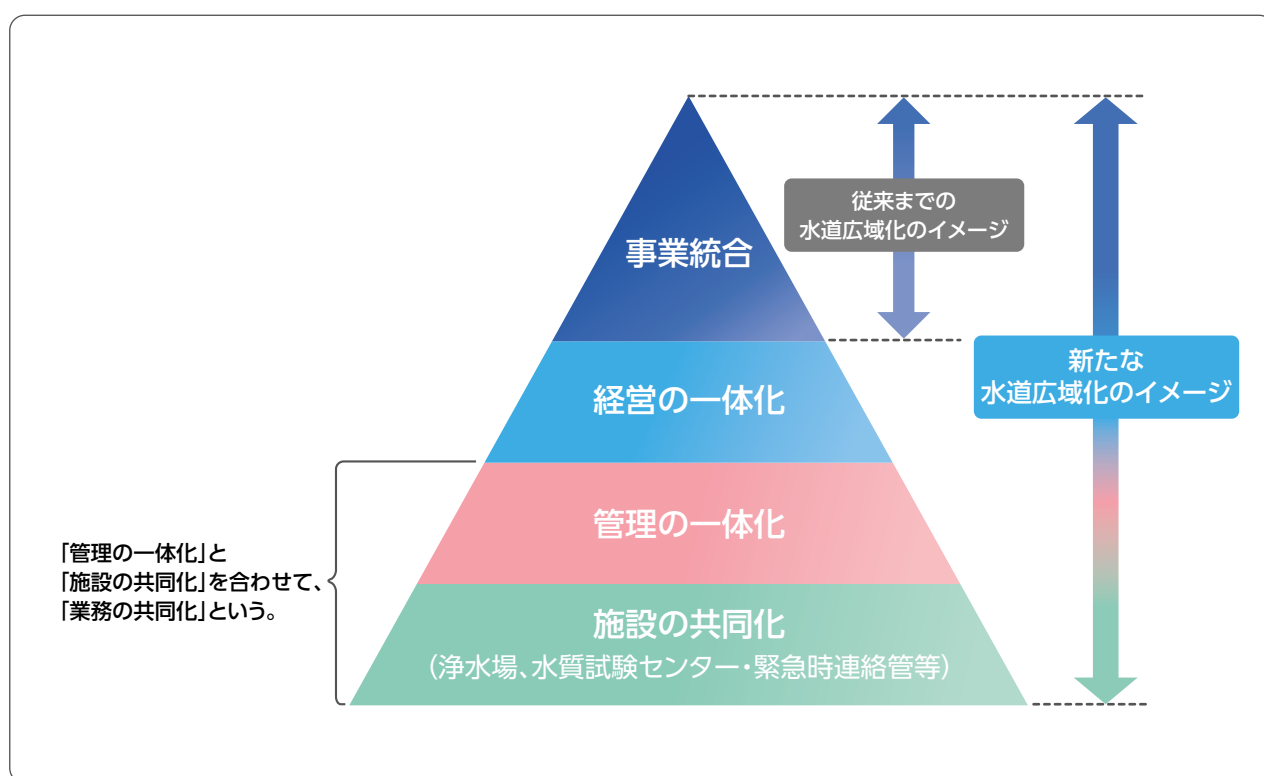 従来までの
水道広域化のイメージ
事業統合
新たな
水道広域化のイメージ
経営の一体化
管理の一体化
「管理の一体化」と
「施設の共同化」を合わせて、
「業務の共同化」という。
施設の共同化
（浄水場、水質試験センター・緊急時連絡管等）